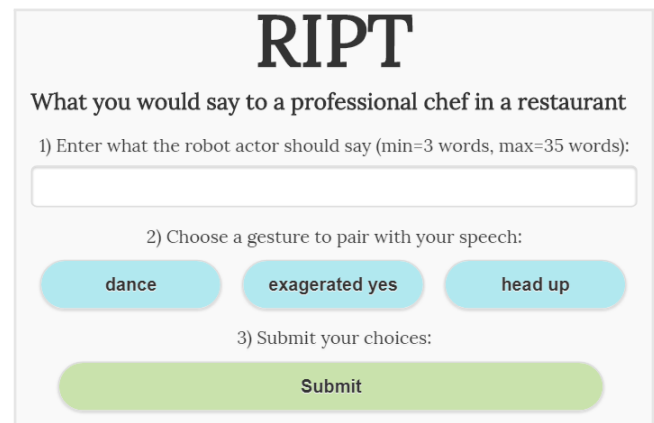 RIPT
What you would say to a professional chef in a restaurant
1) Enter what the robot actor should say (min=3 words, max=35 words):
2) Choose a gesture to pair with your speech:
dance exagerated yes head up
3) Submit your choices:
Submit